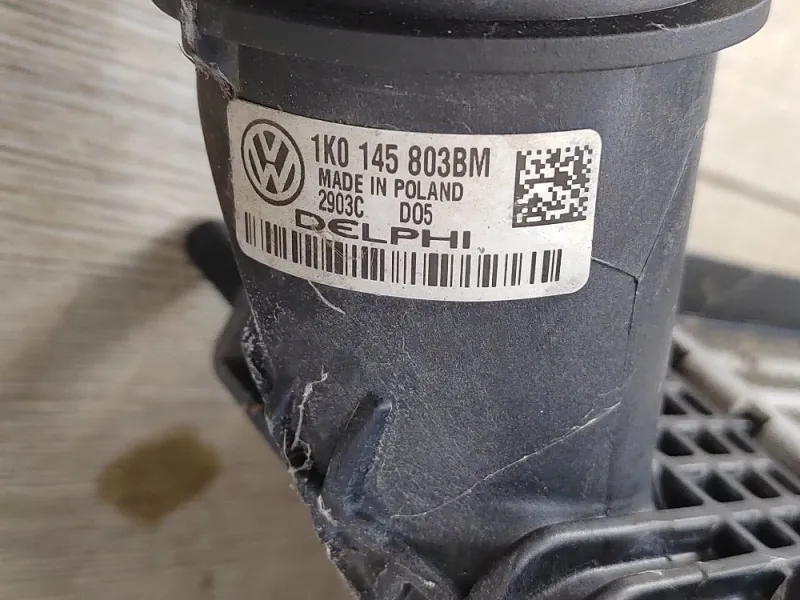 1K0 145 803BM
MADE IN POLAND
2903C D05
DELPHI